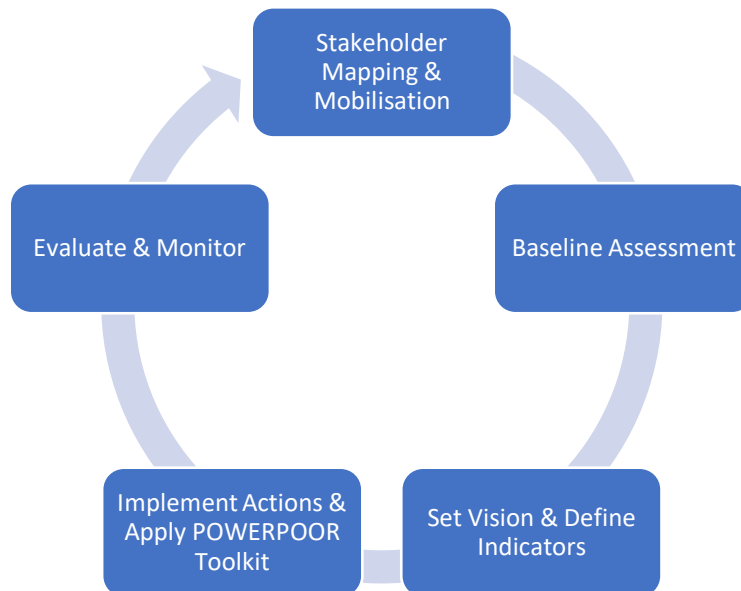 Stakeholder
Mapping &
Mobilisation
Baseline Assessment
Set Vision & Define
Indicators
Implement Actions &
Apply POWERPOOR
Toolkit
Evaluate & Monitor